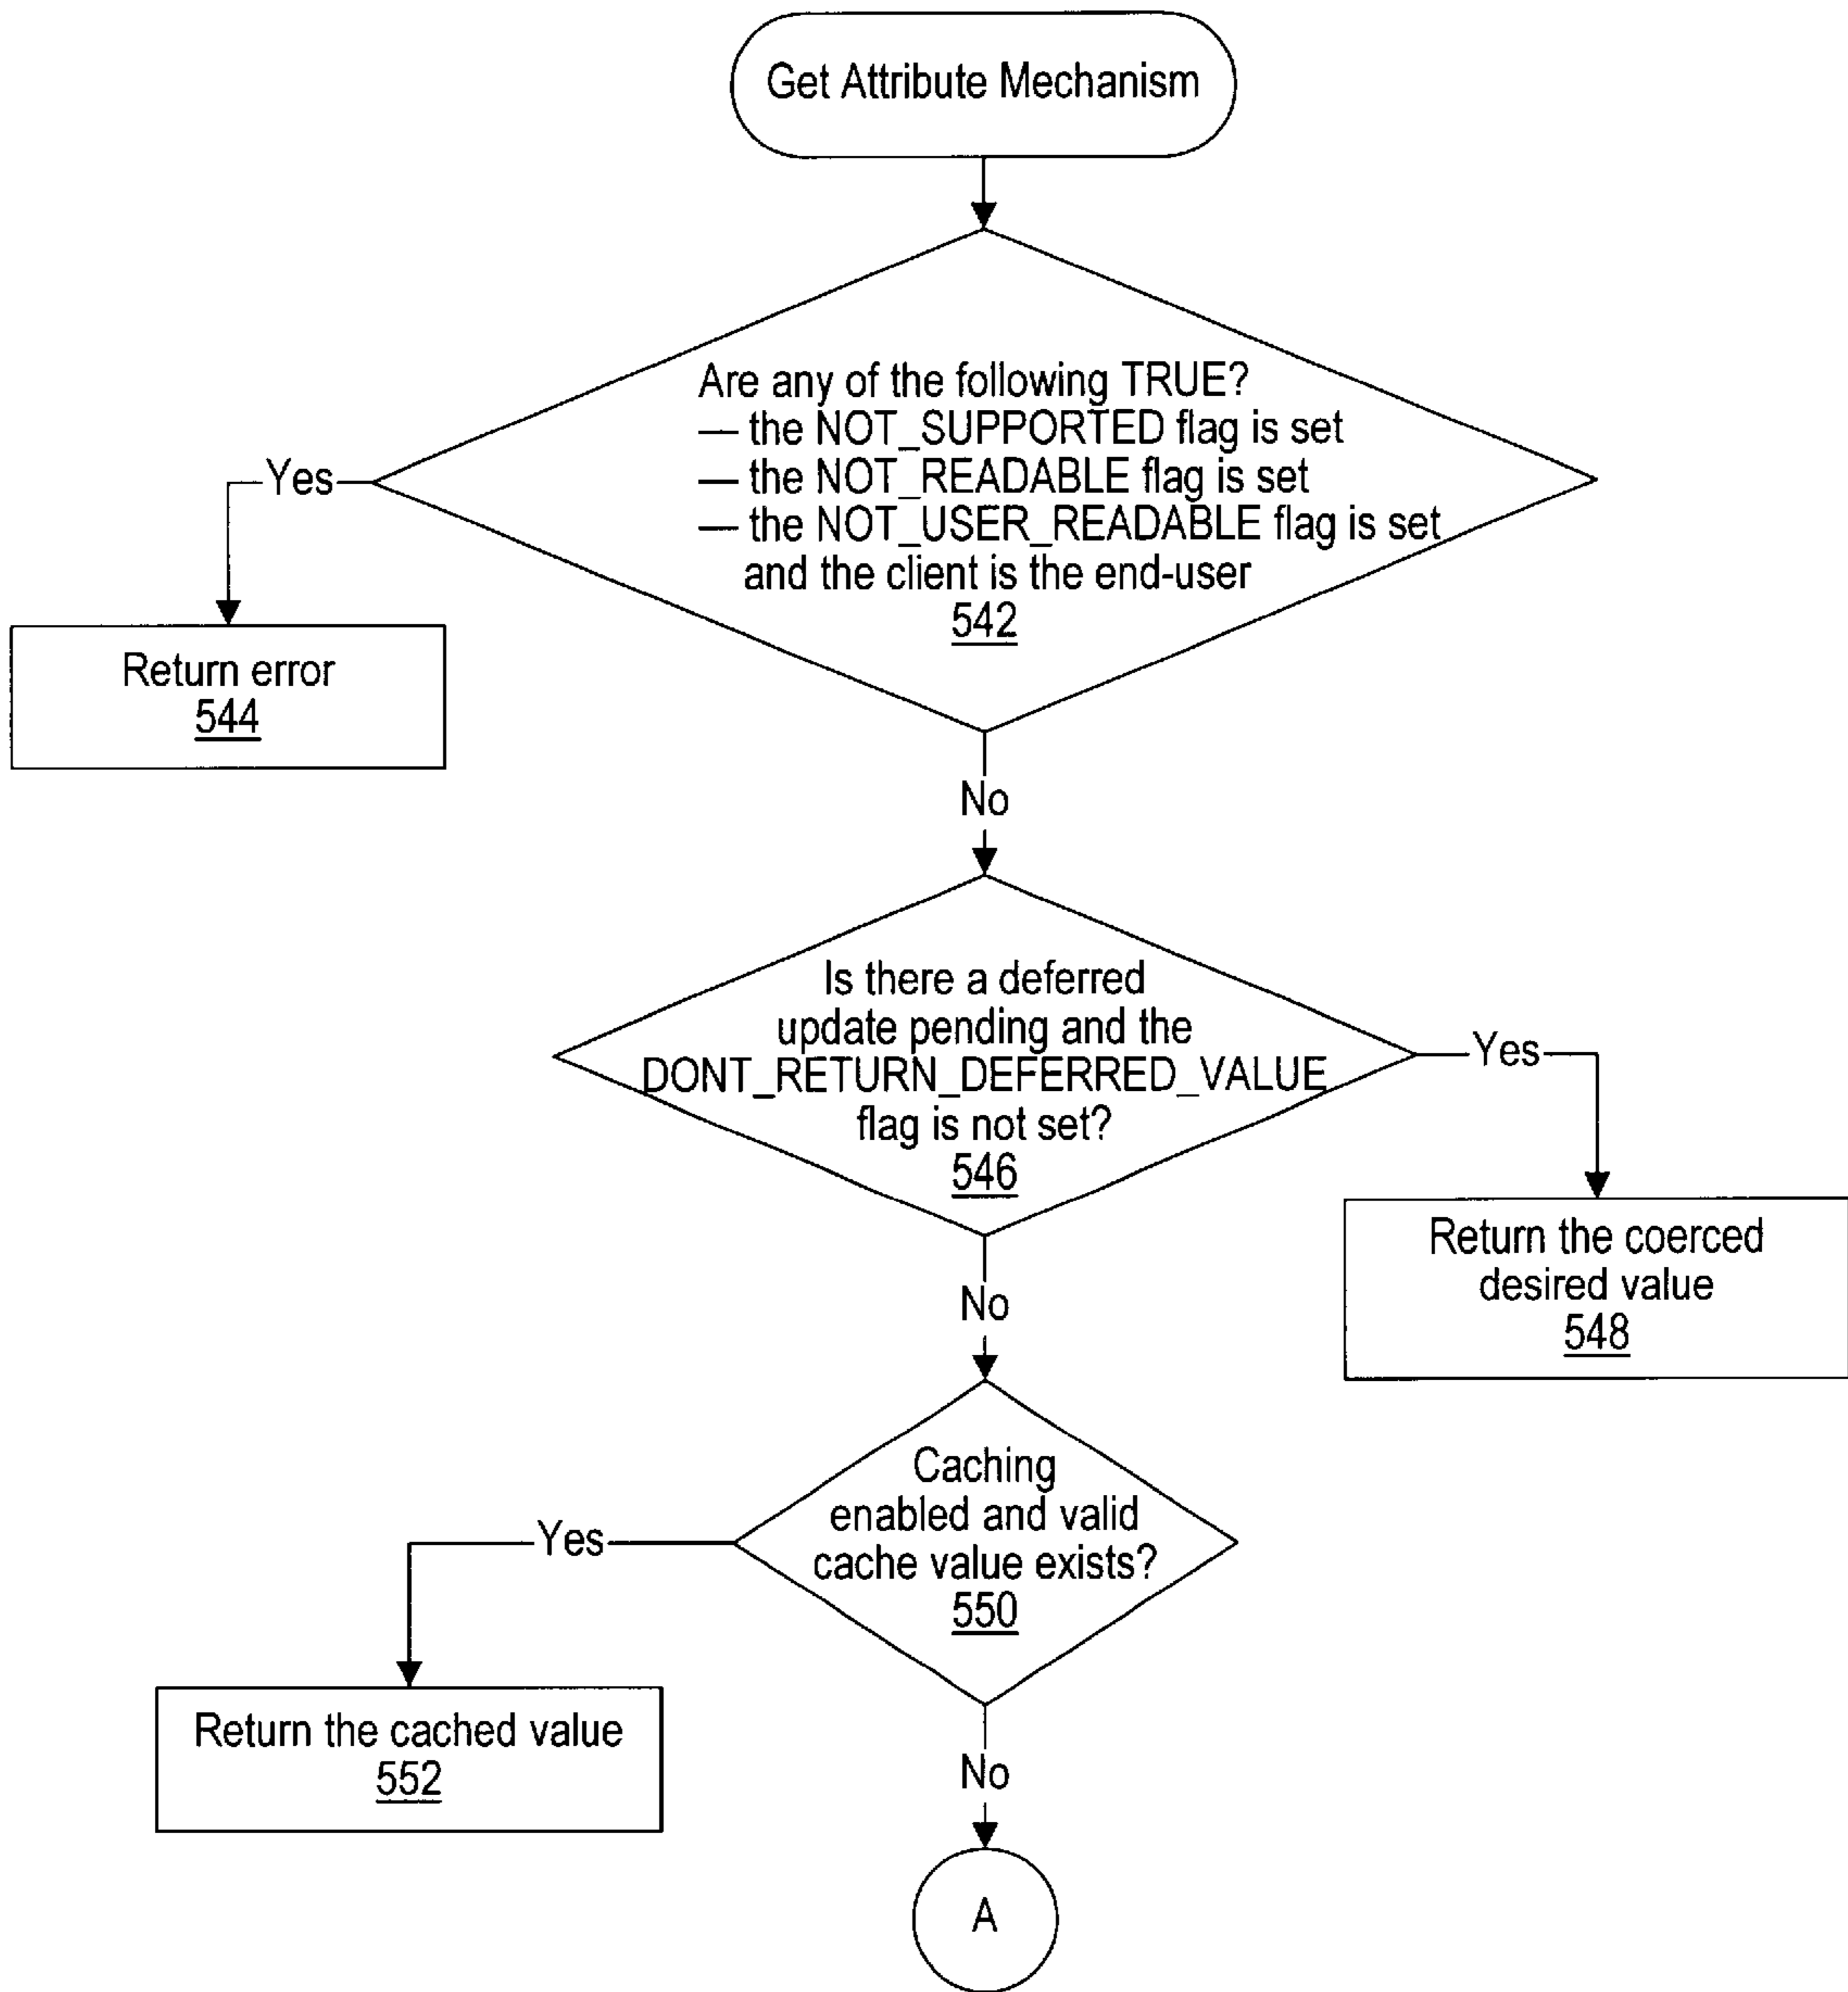 Get Attribute Mechanism
Are any of the following TRUE?
— the NOT_SUPPORTED flag is set
— the NOT_READABLE flag is set
— the NOT_USER_READABLE flag is set
and the client is the end-user
542
Yes
Return error
544
No
Is there a deferred
update pending and the
DONT_RETURN_DEFERRED_VALUE
flag is not set?
546
Yes
Return the coerced
desired value
548
No
Caching
enabled and valid
cache value exists?
550
Yes
Return the cached value
552
No
A